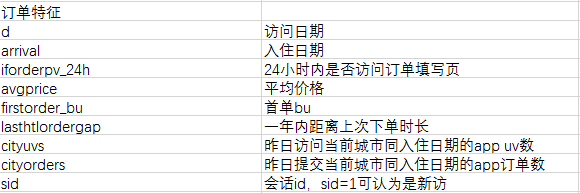 订单特征
d 访问日期
arrival 入住日期
iforderpv_24h 24小时内是否访问订单填写页
avgprice 平均价格
firstorder_bu 首单bu
lasthtlordergap 一年内距离上次下单时长
cityuvs 昨日访问当前城市同入住日期的app uv数
cityorders 昨日提交当前城市同入住日期的app订单数
sid 会话id，sid=1可认为是新访